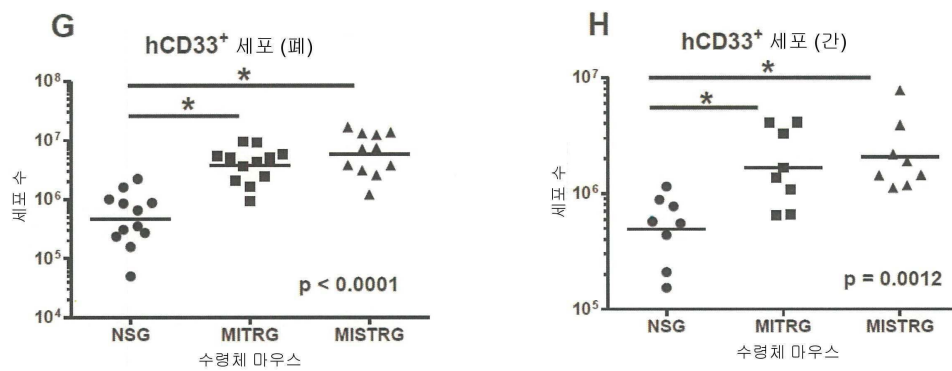 G
hCD33⁺ 세포 (폐)
*
*
10⁸
10⁷
10⁶
10⁵
10⁴
세포 수
p < 0.0001
NSG MITRG MISTRG
수령체 마우스
H
hCD33⁺ 세포 (간)
*
*
10⁷
10⁶
10⁵
세포 수
p = 0.0012
NSG MITRG MISTRG
수령체 마우스